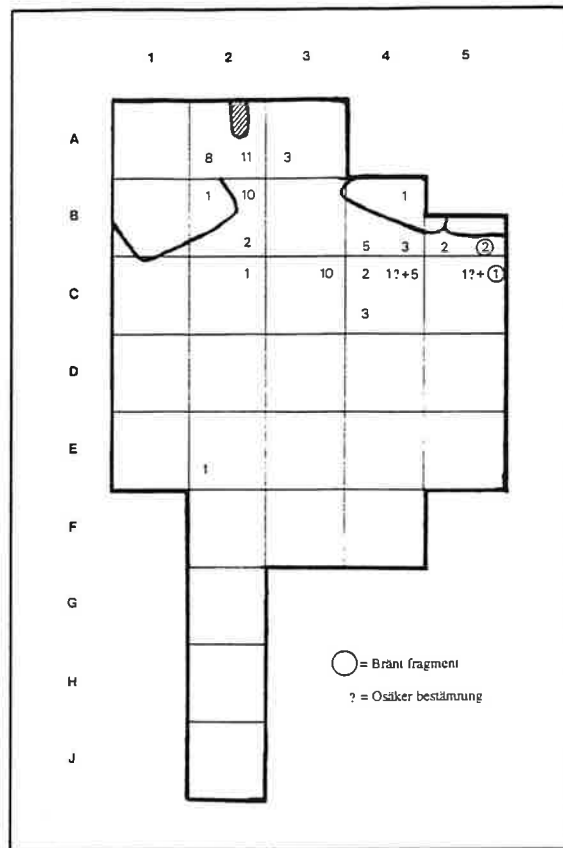 1 2 3 4 5
A
8 11 3
B
1 10 1
2 5 3 2 2
C
1 10 2 1?+5 1?+ 1
3
D
E
1
F
G
= Bränt fragment
H
? = Osäker bestämning
J